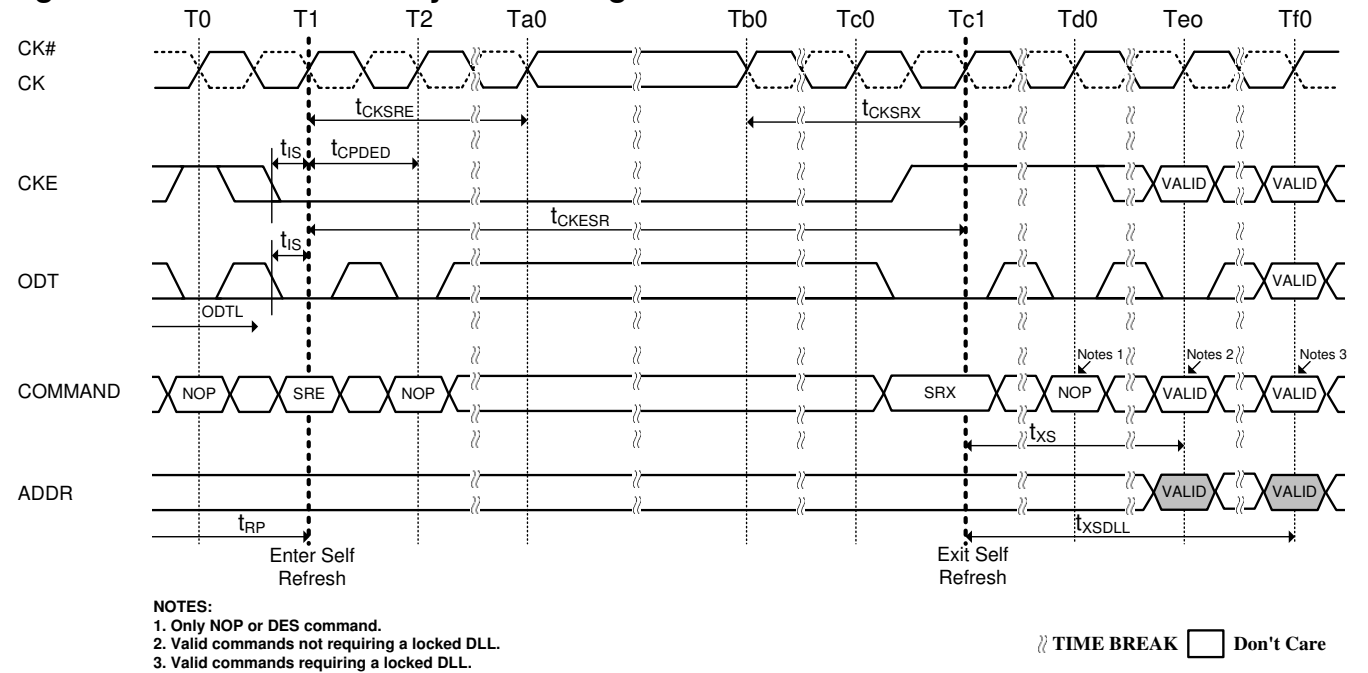 T0 T1 T2 Ta0 Tb0 Tc0 Tc1 Td0 Teo Tf0
CK#
CK
tCKSRE tCKSRX
tIS tCPDED
CKE VALID VALID
tCKESR
tIS
ODT VALID
ODTL
Notes 1 Notes 2 Notes 3
COMMAND NOP SRE NOP SRX NOP VALID VALID
tXS
ADDR VALID VALID
tRP tXSDLL
Enter Self Exit Self
Refresh Refresh
NOTES:
1. Only NOP or DES command.
2. Valid commands not requiring a locked DLL.
3. Valid commands requiring a locked DLL.
TIME BREAK Don't Care